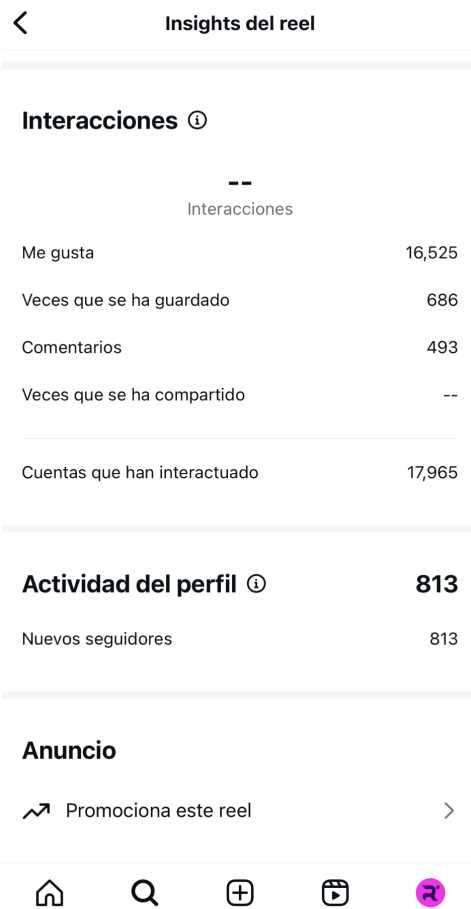 Insights del reel
Interacciones
--
Interacciones
Me gusta 16,525
Veces que se ha guardado 686
Comentarios 493
Veces que se ha compartido --
Cuentas que han interactuado 17,965
Actividad del perfil 813
Nuevos seguidores 813
Anuncio
Promociona este reel